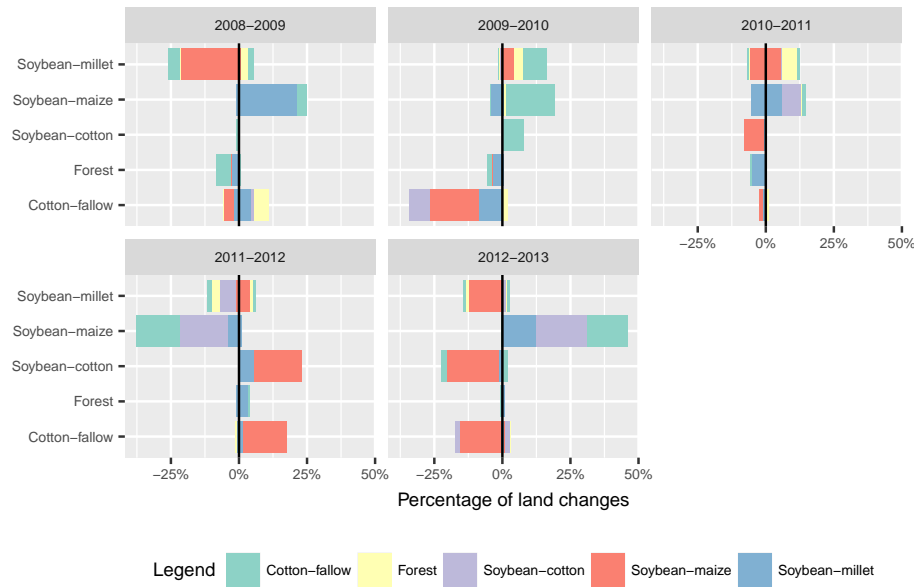 2008−2009 2009−2010 2010−2011
Soybean−millet
Soybean−maize
Soybean−cotton
Forest
Cotton−fallow
−25% 0% 25% 50%
2011−2012 2012−2013
Soybean−millet
Soybean−maize
Soybean−cotton
Forest
Cotton−fallow
−25% 0% 25% 50% −25% 0% 25% 50%
Percentage of land changes
Legend Cotton−fallow Forest Soybean−cotton Soybean−maize Soybean−millet